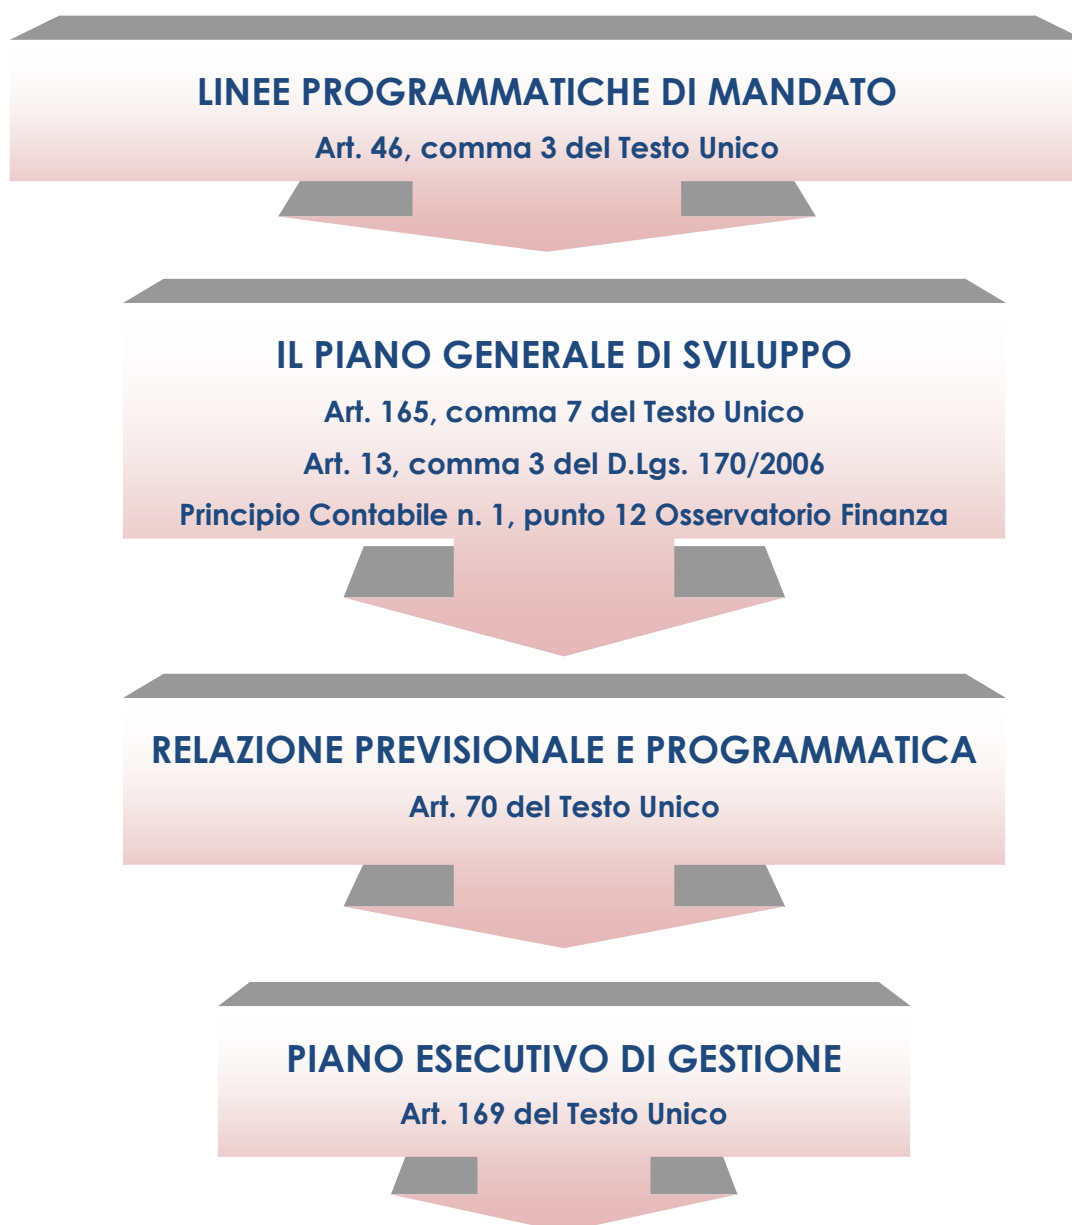 LINEE PROGRAMMATICHE DI MANDATO
Art. 46, comma 3 del Testo Unico
IL PIANO GENERALE DI SVILUPPO
Art. 165, comma 7 del Testo Unico
Art. 13, comma 3 del D.Lgs. 170/2006
Principio Contabile n. 1, punto 12 Osservatorio Finanza
RELAZIONE PREVISIONALE E PROGRAMMATICA
Art. 70 del Testo Unico
PIANO ESECUTIVO DI GESTIONE
Art. 169 del Testo Unico